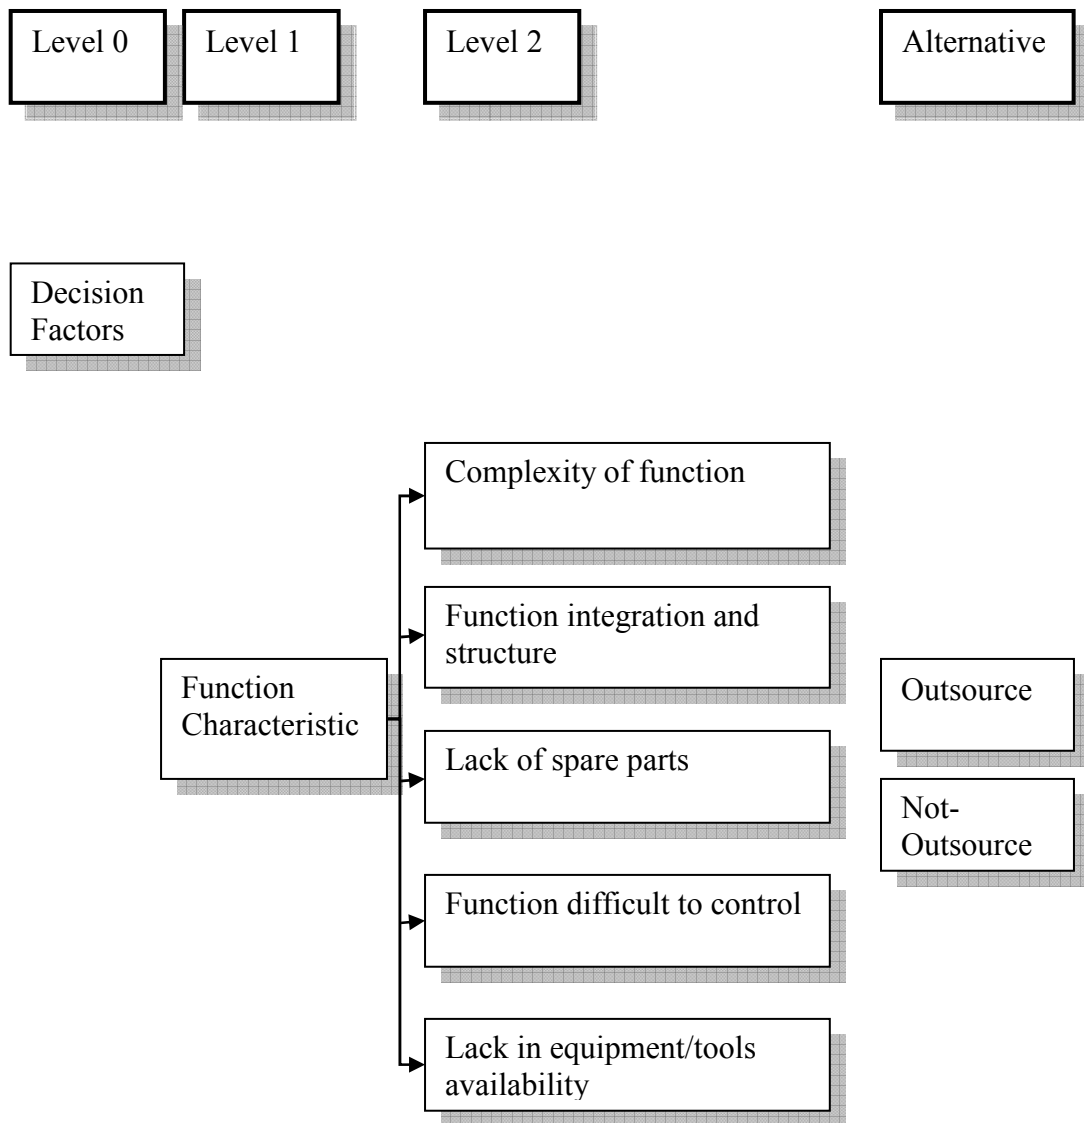 Level 0
Level 1
Level 2
Alternative
Decision
Factors
Complexity of function
Function integration and
structure
Function
Characteristic
Outsource
Lack of spare parts
Not-
Outsource
Function difficult to control
Lack in equipment/tools
availability